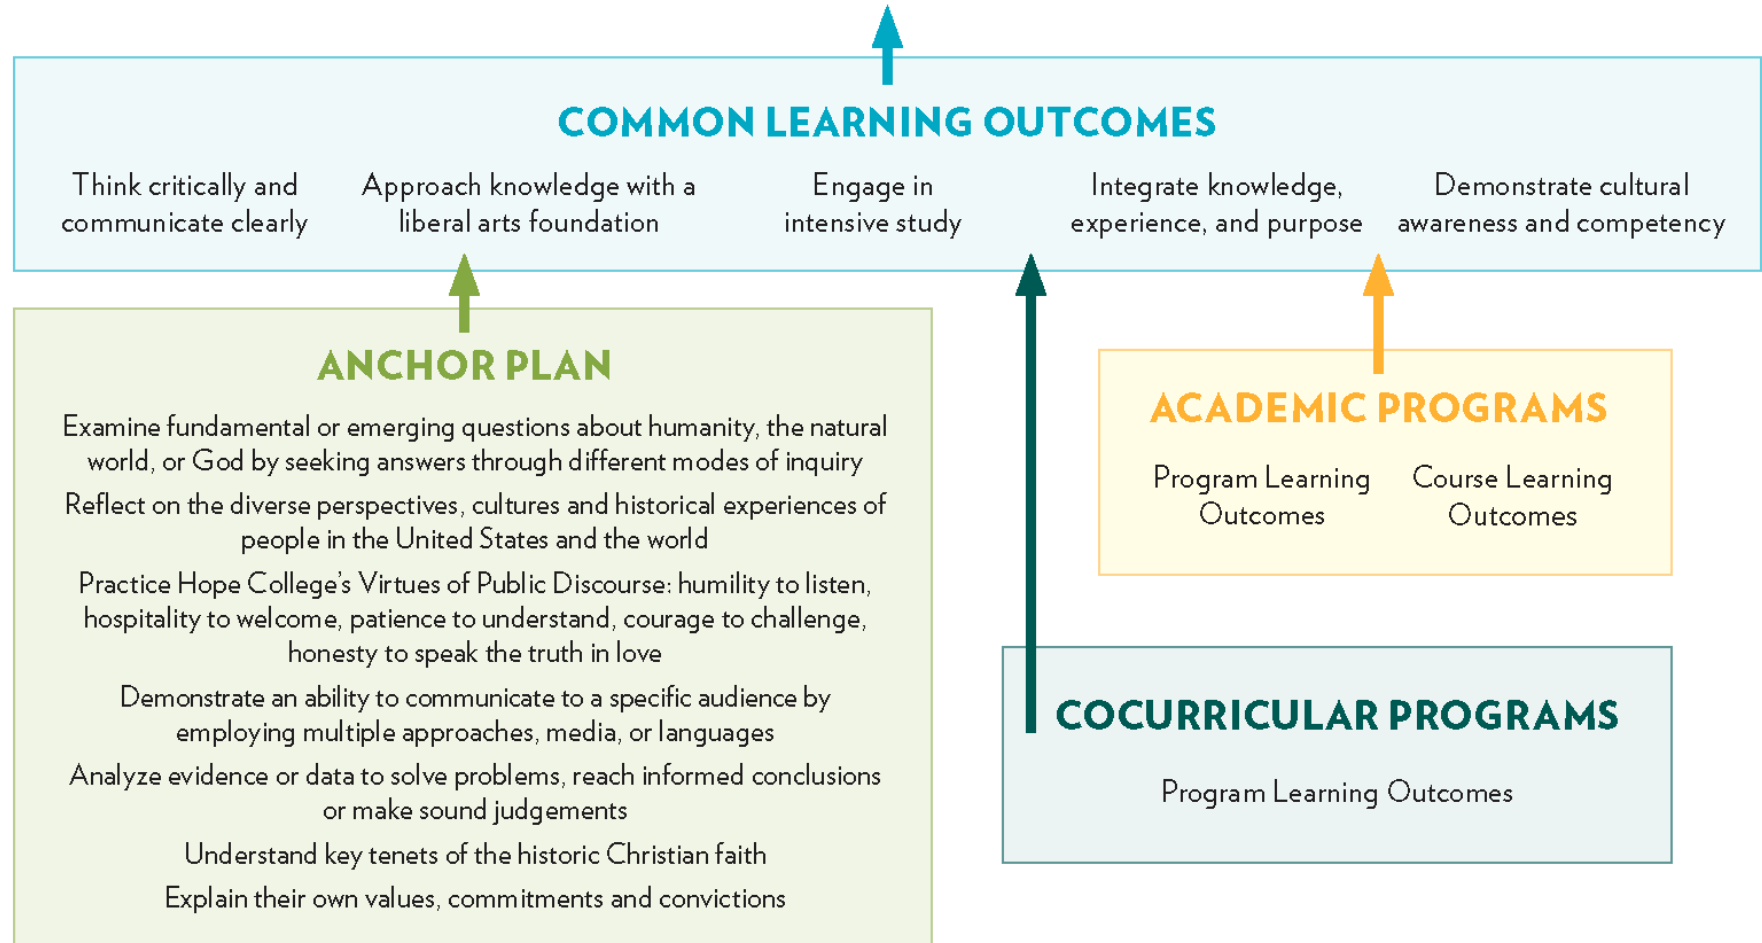 COMMON LEARNING OUTCOMES
Think critically and
communicate clearly
Approach knowledge with a
liberal arts foundation
Engage in
intensive study
Integrate knowledge,
experience, and purpose
Demonstrate cultural
awareness and competency
ANCHOR PLAN
Examine fundamental or emerging questions about humanity, the natural
world, or God by seeking answers through different modes of inquiry
Reflect on the diverse perspectives, cultures and historical experiences of
people in the United States and the world
Practice Hope College’s Virtues of Public Discourse: humility to listen,
hospitality to welcome, patience to understand, courage to challenge,
honesty to speak the truth in love
Demonstrate an ability to communicate to a specific audience by
employing multiple approaches, media, or languages
Analyze evidence or data to solve problems, reach informed conclusions
or make sound judgements
Understand key tenets of the historic Christian faith
Explain their own values, commitments and convictions
ACADEMIC PROGRAMS
Program Learning
Outcomes
Course Learning
Outcomes
COCURRICULAR PROGRAMS
Program Learning Outcomes